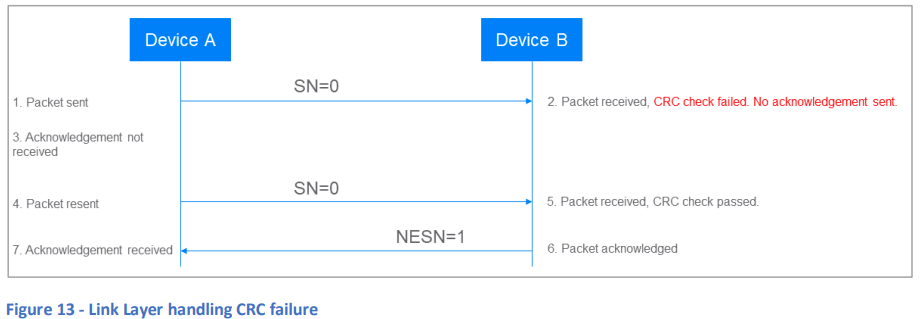 Device A
Device B
SN=0
1. Packet sent
2. Packet received, CRC check failed. No acknowledgement sent.
3. Acknowledgement not
received
SN=0
4. Packet resent
5. Packet received, CRC check passed.
NESN=1
6. Packet acknowledged
7. Acknowledgement received
Figure 13 - Link Layer handling CRC failure